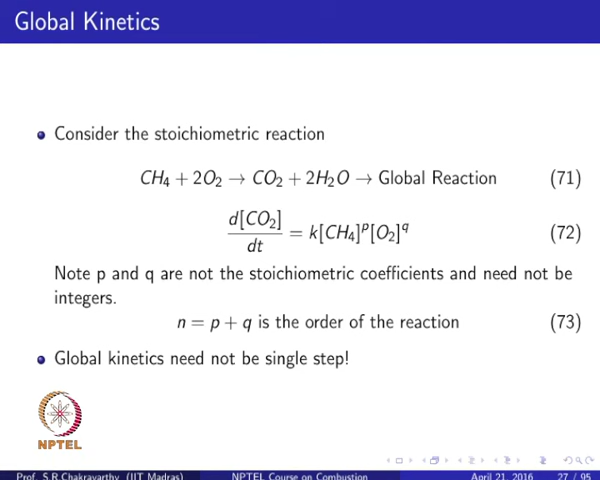 Global Kinetics
Consider the stoichiometric reaction
CH₄ + 2O₂ → CO₂ + 2H₂O → Global Reaction (71)
d[CO₂]/dt = k[CH₄]ᵖ[O₂]^q (72)
Note p and q are not the stoichiometric coefficients and need not be
integers.
n = p + q is the order of the reaction (73)
Global kinetics need not be single step!
NPTEL
Prof. S.R.Chakravarthy (IIT Madras) NPTEL Course on Combustion April 21, 2016 27 / 95